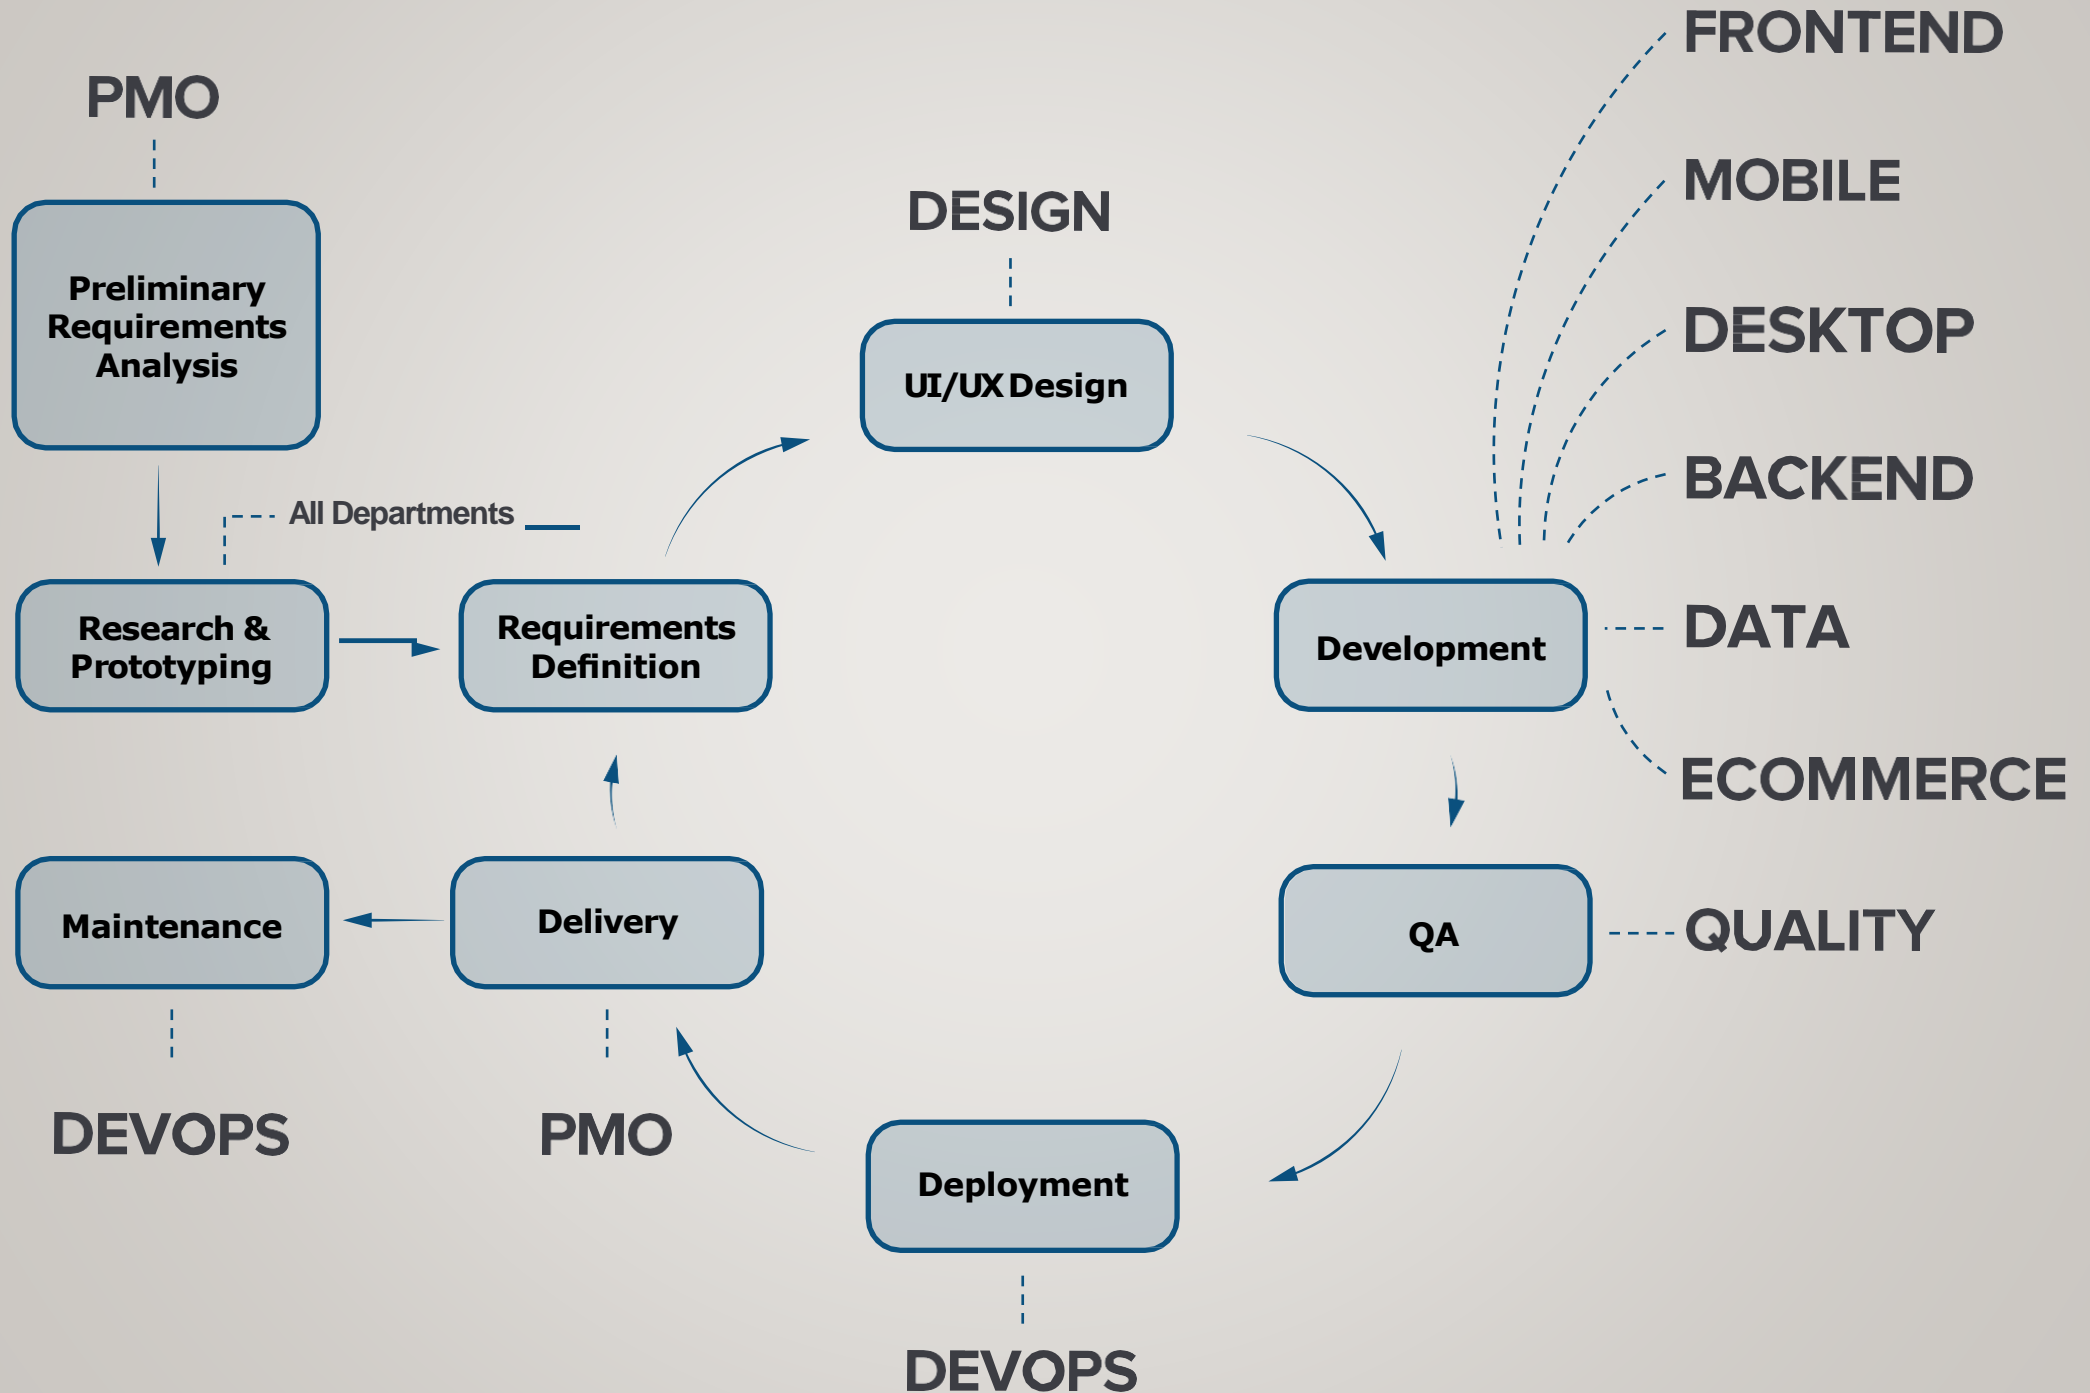 FRONTEND
PMO
MOBILE
DESIGN
Preliminary
Requirements
Analysis
DESKTOP
UI/UX Design
BACKEND
All Departments
Research &
Prototyping
Requirements
Definition
Development
DATA
ECOMMERCE
Maintenance
Delivery
QA
QUALITY
DEVOPS
PMO
Deployment
DEVOPS